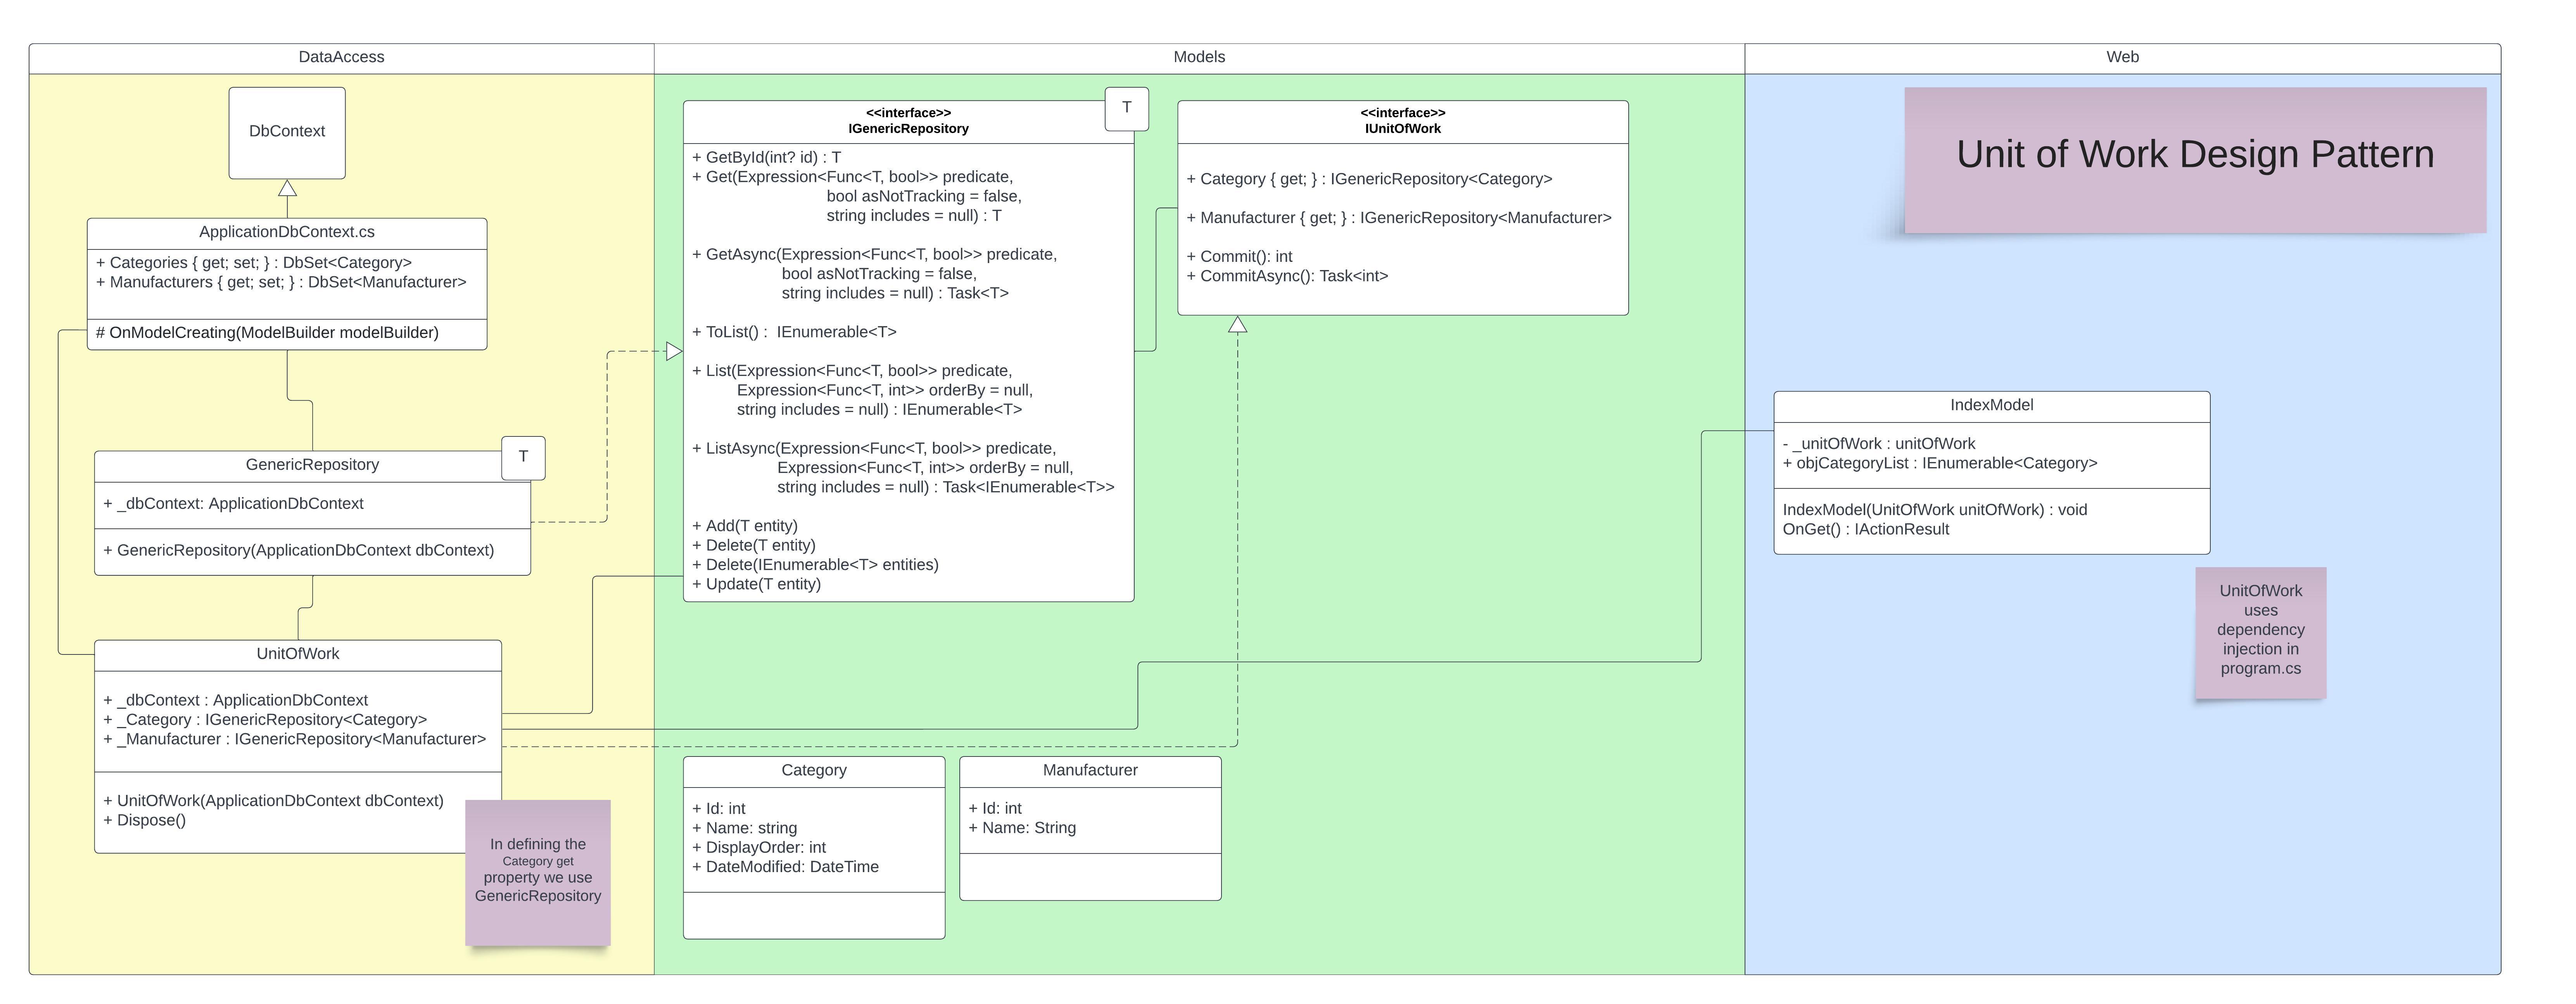 DataAccess
Models
Web
DbContext
ApplicationDbContext.cs
+ Categories { get; set; } : DbSet<Category>
+ Manufacturers { get; set; } : DbSet<Manufacturer>
# OnModelCreating(ModelBuilder modelBuilder)
T
GenericRepository
+ _dbContext: ApplicationDbContext
+ GenericRepository(ApplicationDbContext dbContext)
UnitOfWork
+ _dbContext : ApplicationDbContext
+ _Category : IGenericRepository<Category>
+ _Manufacturer : IGenericRepository<Manufacturer>
+ UnitOfWork(ApplicationDbContext dbContext)
+ Dispose()
In defining the
Category get
property we use
GenericRepository
T
<<interface>>
IGenericRepository
+ GetById(int? id) : T
+ Get(Expression<Func<T, bool>> predicate,
bool asNotTracking = false,
string includes = null) : T
+ GetAsync(Expression<Func<T, bool>> predicate,
bool asNotTracking = false,
string includes = null) : Task<T>
+ ToList() :  IEnumerable<T>
+ List(Expression<Func<T, bool>> predicate,
Expression<Func<T, int>> orderBy = null,
string includes = null) : IEnumerable<T>
+ ListAsync(Expression<Func<T, bool>> predicate,
Expression<Func<T, int>> orderBy = null,
string includes = null) : Task<IEnumerable<T>>
+ Add(T entity)
+ Delete(T entity)
+ Delete(IEnumerable<T> entities)
+ Update(T entity)
<<interface>>
IUnitOfWork
+ Category { get; } : IGenericRepository<Category>
+ Manufacturer { get; } : IGenericRepository<Manufacturer>
+ Commit(): int
+ CommitAsync(): Task<int>
Category
+ Id: int
+ Name: string
+ DisplayOrder: int
+ DateModified: DateTime
Manufacturer
+ Id: int
+ Name: String
Unit of Work Design Pattern
IndexModel
- _unitOfWork : unitOfWork
+ objCategoryList : IEnumerable<Category>
IndexModel(UnitOfWork unitOfWork) : void
OnGet() : IActionResult
UnitOfWork
uses
dependency
injection in
program.cs